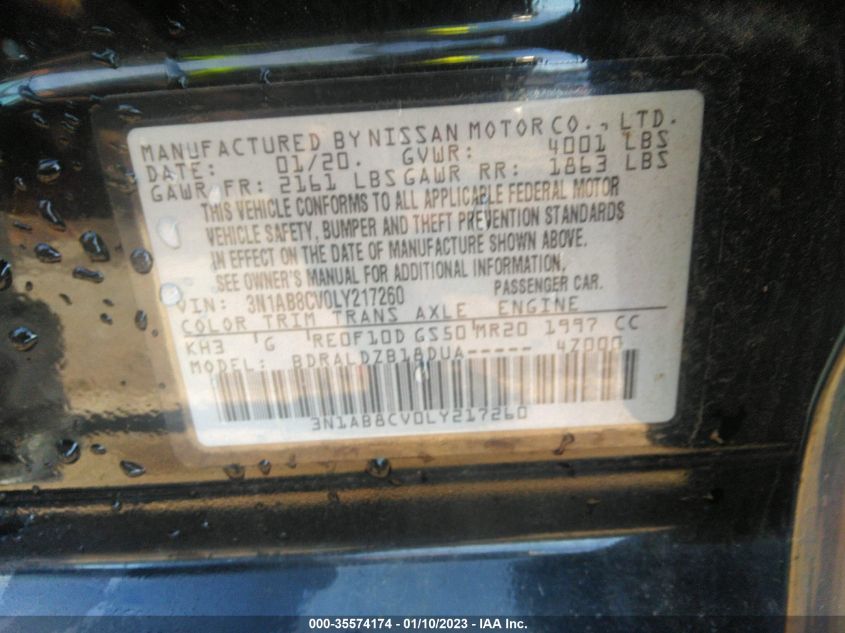 MANUFACTURED BY NISSAN MOTOR CO., LTD.
DATE: 01/20. GVWR: 4001 LBS
GAWR FR: 2161 LBS GAWR RR: 1863 LBS
THIS VEHICLE CONFORMS TO ALL APPLICABLE FEDERAL MOTOR
VEHICLE SAFETY, BUMPER AND THEFT PREVENTION STANDARDS
IN EFFECT ON THE DATE OF MANUFACTURE SHOWN ABOVE.
SEE OWNER'S MANUAL FOR ADDITIONAL INFORMATION.
VIN: 3N1AB8CV0LY217260 PASSENGER CAR.
COLOR TRIM TRANS AXLE ENGINE
KH3 'G 'RE0F10D GS50'MR20 1997 CC
MODEL: BDRALDZB18DUA----- 4Z000
3N1AB8CV0LY217260
000-35574174 - 01/10/2023 - IAA Inc.